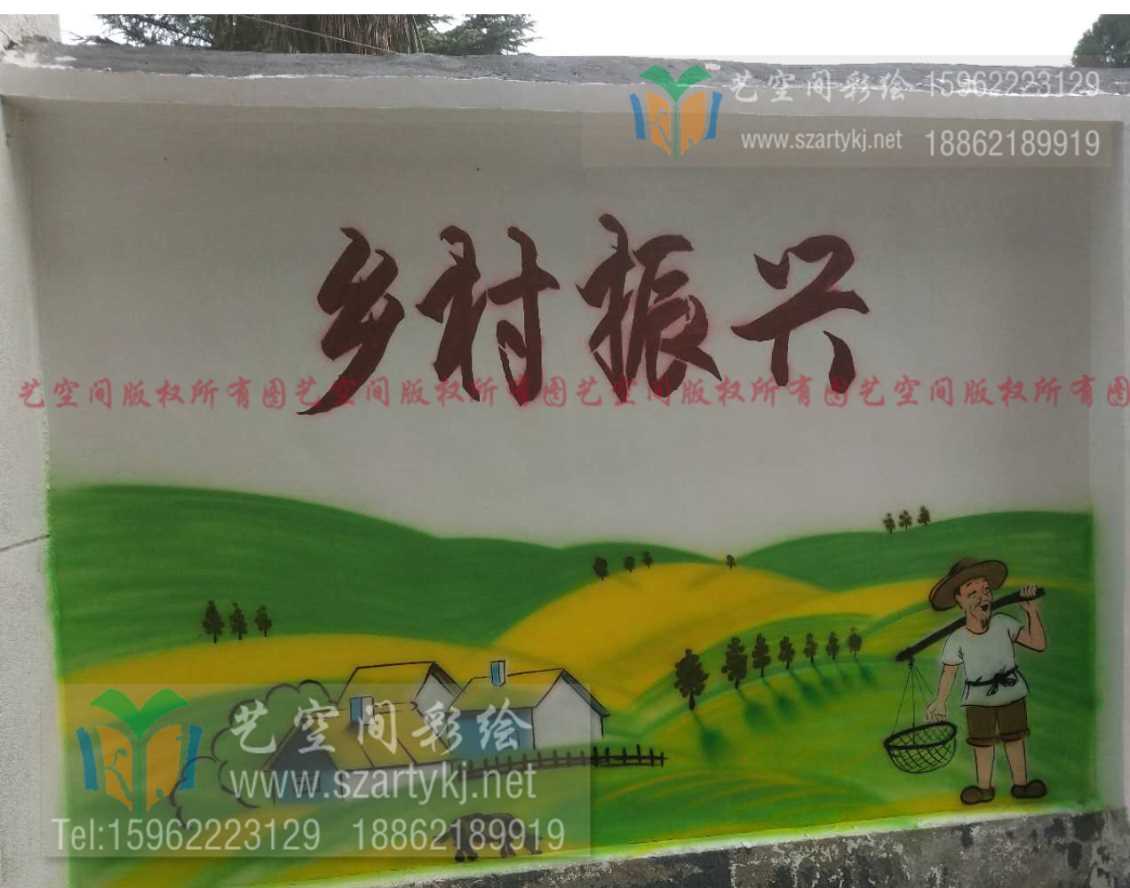 艺空间彩绘 15962223129
www.szartykj.net 18862189919
乡村振兴
艺空间版权所有图艺空间版权所有图艺空间版权所有图艺空间版权所有图
艺空间彩绘
www.szartykj.net
Tel:15962223129 18862189919